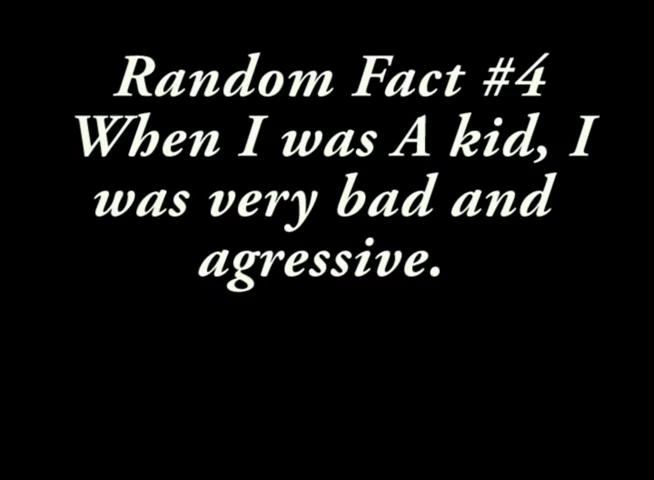 Random Fact #4
When I was A kid, I
was very bad and
agressive.